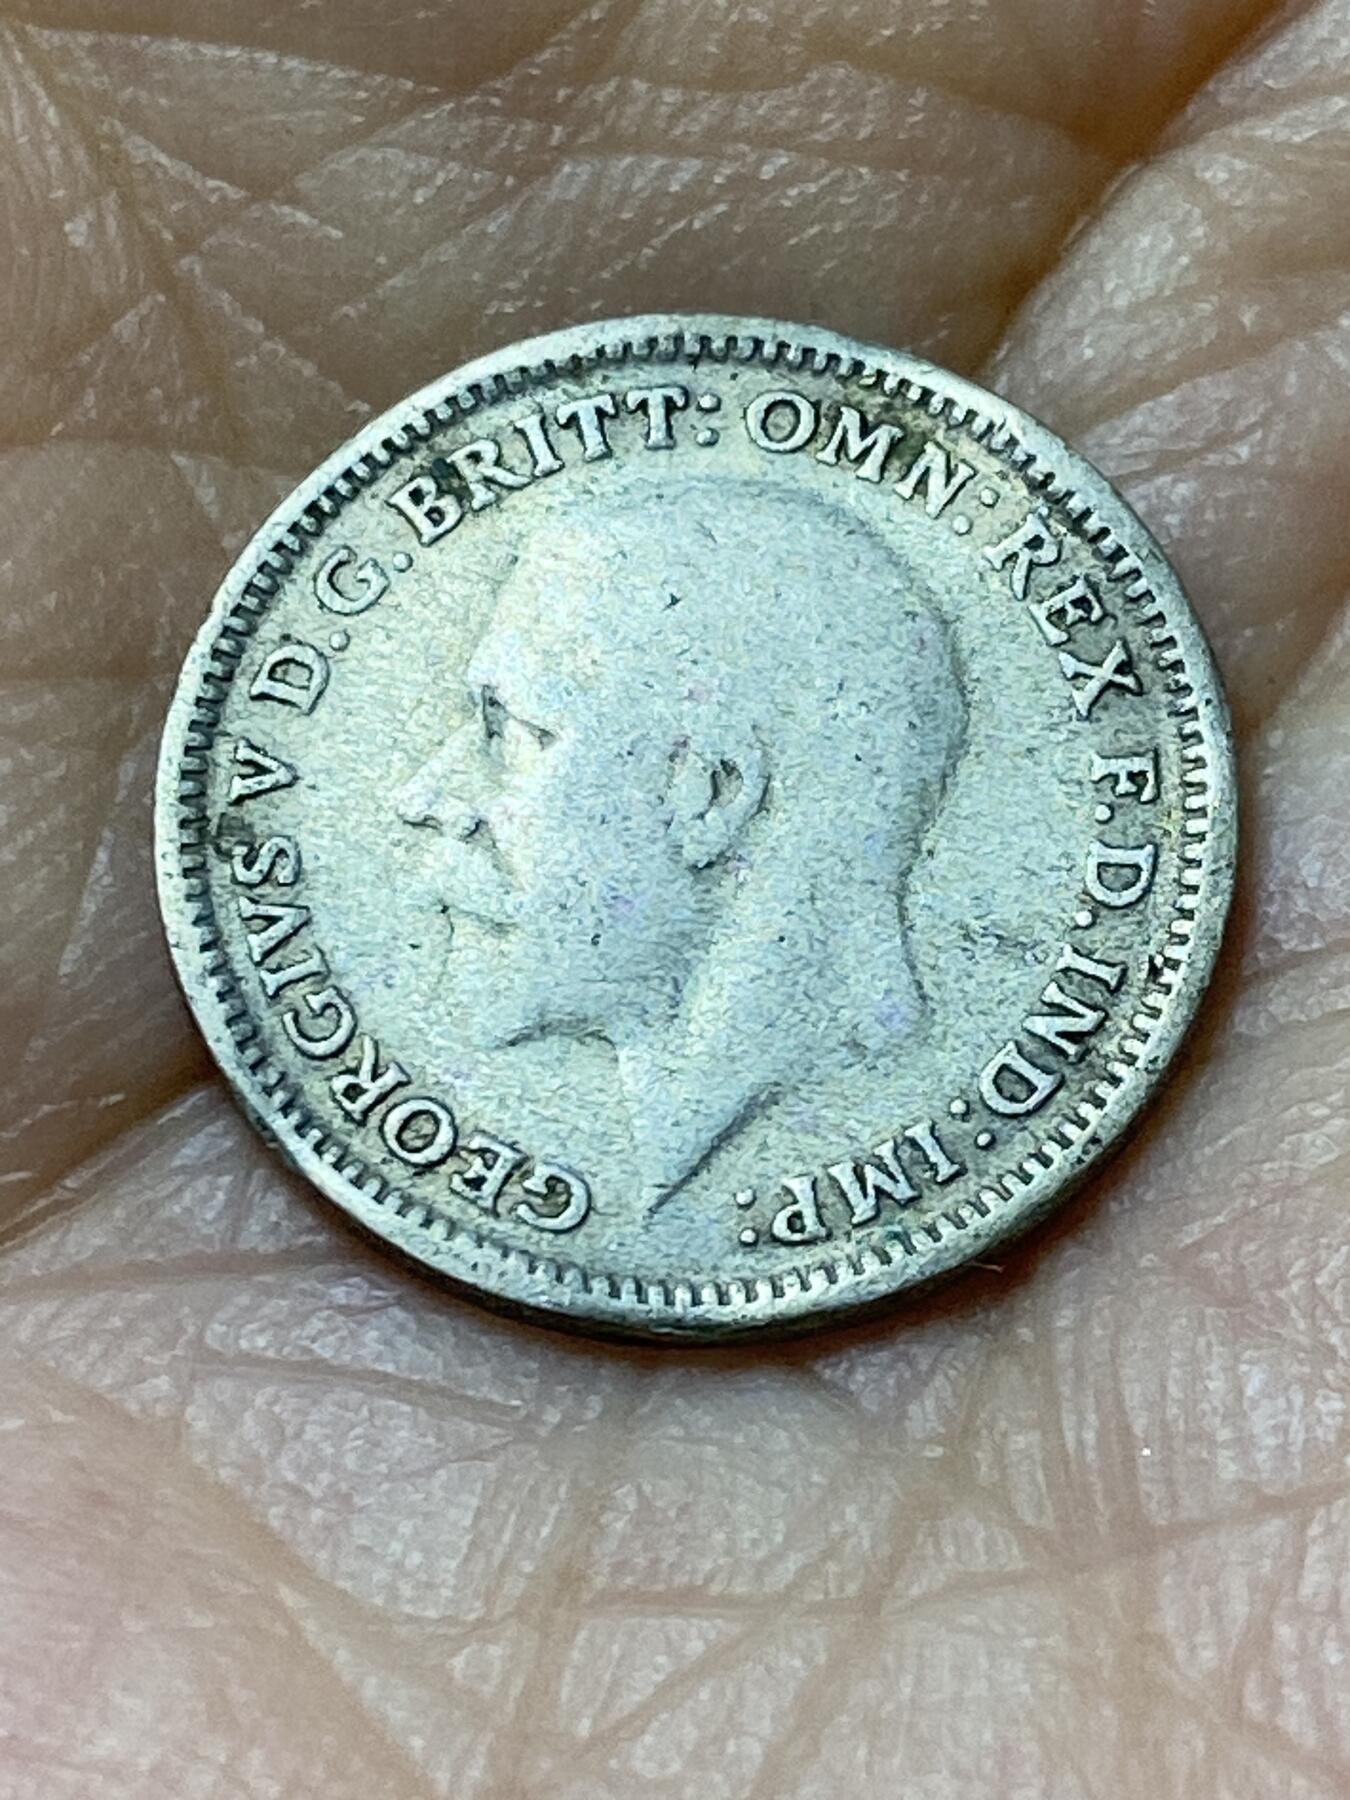 GEORGIVS V D.G. BRITT: OMN: REX F.D. IND: IMP: